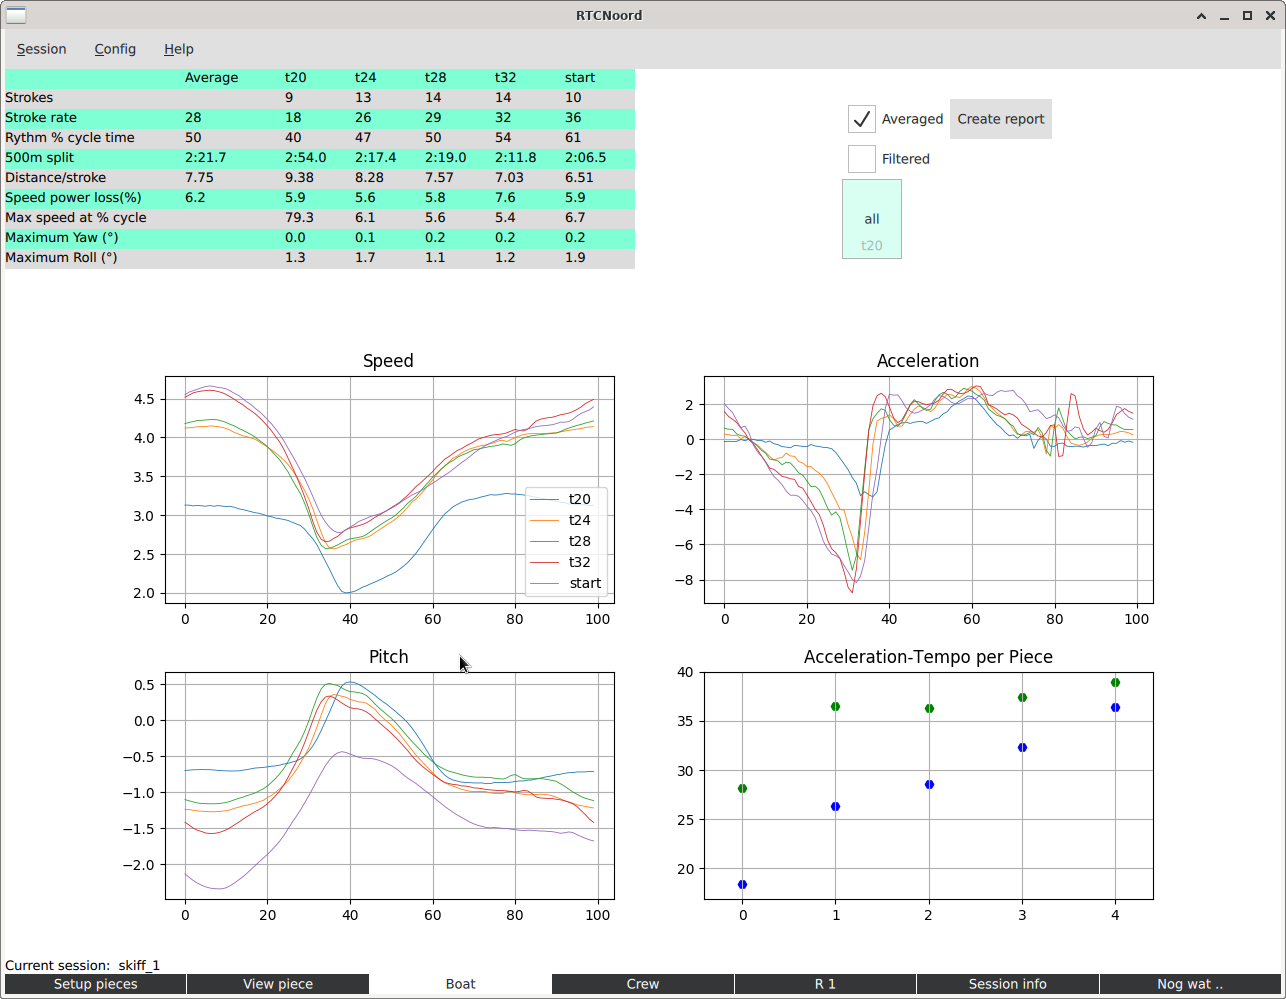 RTCNoord
Session Config Help
Average t20 t24 t28 t32 start
Strokes 9 13 14 14 10
Stroke rate 28 18 26 29 32 36
Rythm % cycle time 50 40 47 50 54 61
500m split 2:21.7 2:54.0 2:17.4 2:19.0 2:11.8 2:06.5
Distance/stroke 7.75 9.38 8.28 7.57 7.03 6.51
Speed power loss(%) 6.2 5.9 5.6 5.8 7.6 5.9
Max speed at % cycle 79.3 6.1 5.6 5.4 6.7
Maximum Yaw (°) 0.0 0.1 0.2 0.2 0.2
Maximum Roll (°) 1.3 1.7 1.1 1.2 1.9
Averaged Create report
Filtered
all
t20
Speed
4.5
4.0
3.5
3.0
2.5
2.0
0 20 40 60 80 100
t20
t24
t28
t32
start
Acceleration
2
0
−2
−4
−6
−8
0 20 40 60 80 100
Pitch
0.5
0.0
−0.5
−1.0
−1.5
−2.0
0 20 40 60 80 100
Acceleration-Tempo per Piece
40
35
30
25
20
0 1 2 3 4
Current session: skiff_1
Setup pieces View piece Boat Crew R 1 Session info Nog wat ..